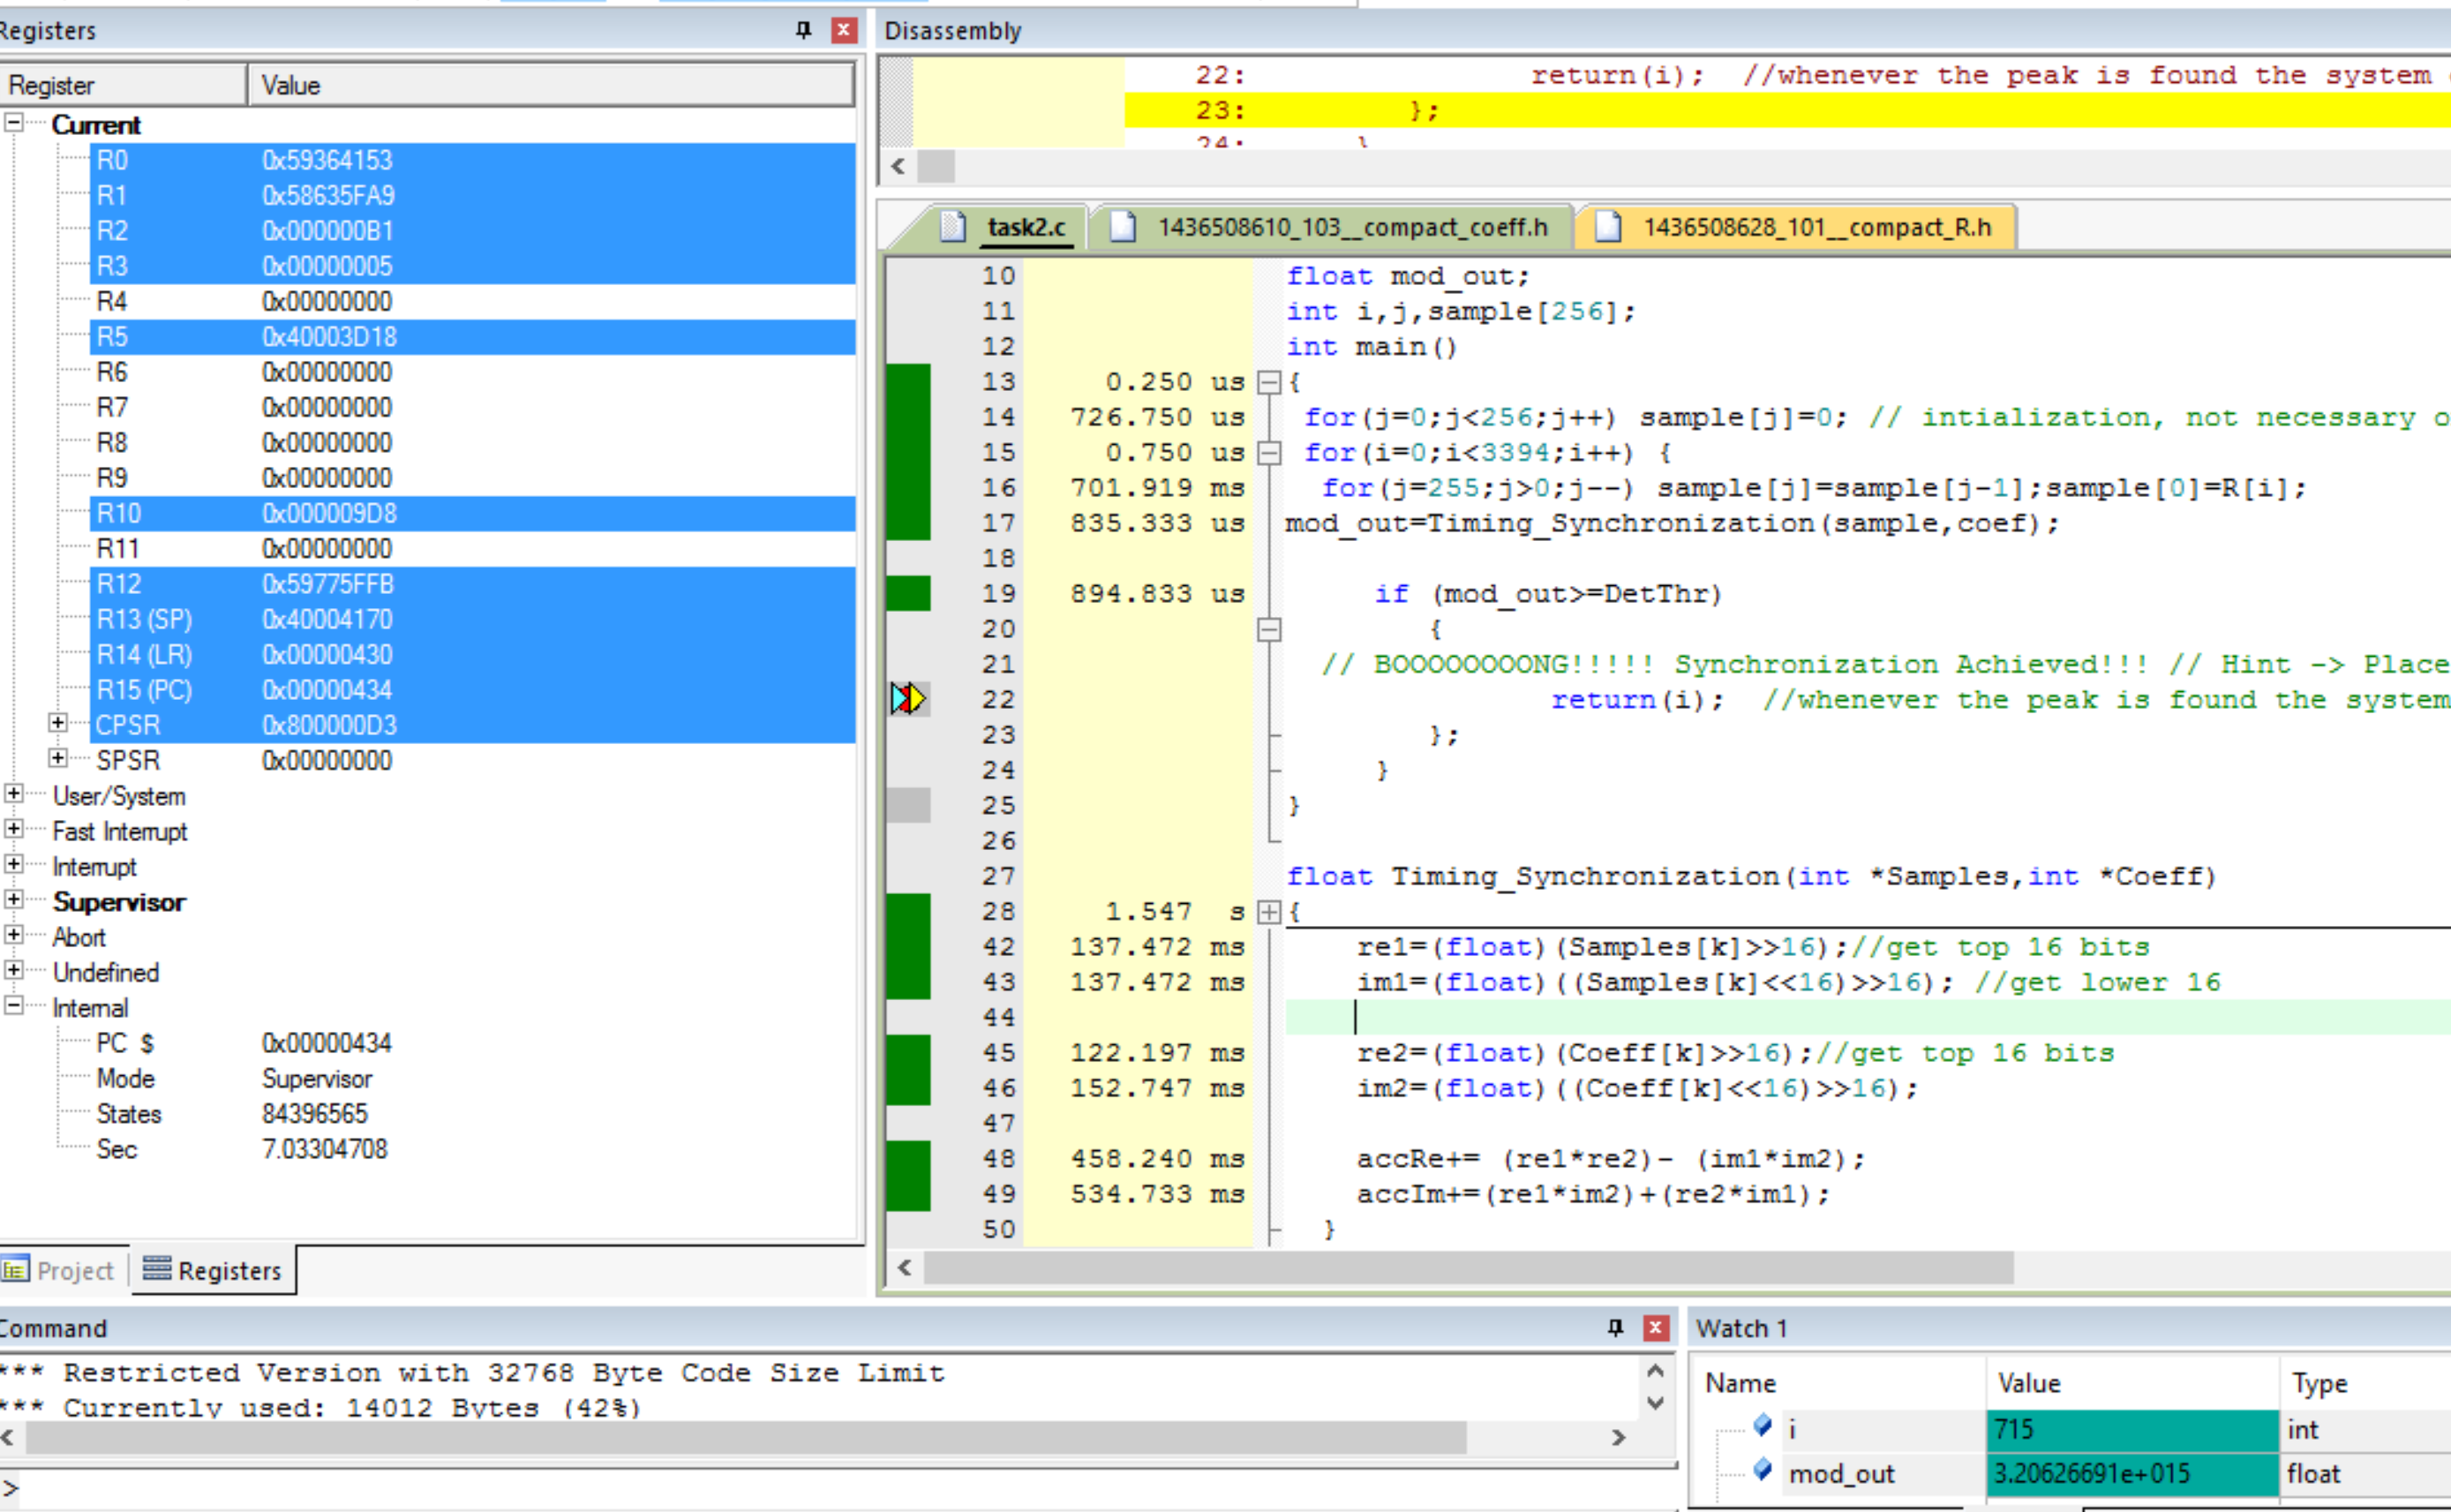 Registers
Register Value
Current
R0 0x59364153
R1 0x58635FA9
R2 0x000000B1
R3 0x00000005
R4 0x00000000
R5 0x40003D18
R6 0x00000000
R7 0x00000000
R8 0x00000000
R9 0x00000000
R10 0x000009D8
R11 0x00000000
R12 0x59775FFB
R13 (SP) 0x40004170
R14 (LR) 0x00000430
R15 (PC) 0x00000434
CPSR 0x800000D3
SPSR 0x00000000
User/System
Fast Interrupt
Interrupt
Supervisor
Abort
Undefined
Internal
PC $ 0x00000434
Mode Supervisor
States 84396565
Sec 7.03304708
Project Registers
Disassembly
22: return(i); //whenever the peak is found the system
23: };
24: }
task2.c 1436508610_103__compact_coeff.h 1436508628_101__compact_R.h
10 float mod_out;
11 int i,j,sample[256];
12 int main()
13 0.250 us {
14 726.750 us for(j=0;j<256;j++) sample[j]=0; // intialization, not necessary
15 0.750 us for(i=0;i<3394;i++) {
16 701.919 ms for(j=255;j>0;j--) sample[j]=sample[j-1];sample[0]=R[i];
17 835.333 us mod_out=Timing_Synchronization(sample,coef);
18
19 894.833 us if (mod_out>=DetThr)
20 {
21 // BOOOOOOOONG!!!!! Synchronization Achieved!!! // Hint -> Place
22 return(i); //whenever the peak is found the system
23 };
24 }
25 }
26
27 float Timing_Synchronization(int *Samples,int *Coeff)
28 1.547 s {
42 137.472 ms re1=(float)(Samples[k]>>16);//get top 16 bits
43 137.472 ms im1=(float)((Samples[k]<<16)>>16); //get lower 16
44
45 122.197 ms re2=(float)(Coeff[k]>>16);//get top 16 bits
46 152.747 ms im2=(float)((Coeff[k]<<16)>>16);
47
48 458.240 ms accRe+= (re1*re2)- (im1*im2);
49 534.733 ms accIm+=(re1*im2)+(re2*im1);
50 }
Command
*** Restricted Version with 32768 Byte Code Size Limit
*** Currently used: 14012 Bytes (42%)
>
Watch 1
Name Value Type
i 715 int
mod_out 3.20626691e+015 float